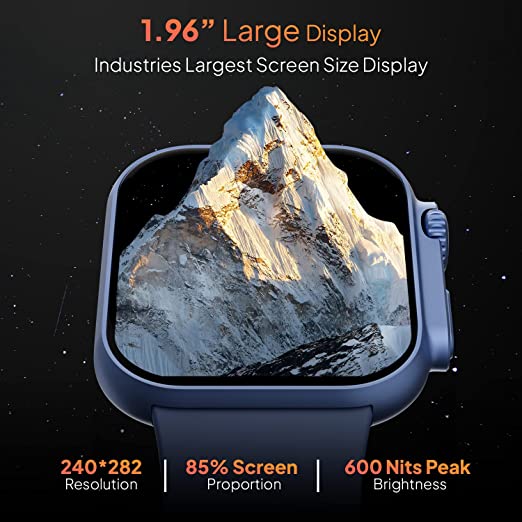 1.96” Large Display
Industries Largest Screen Size Display
240*282
Resolution
85% Screen
Proportion
600 Nits Peak
Brightness